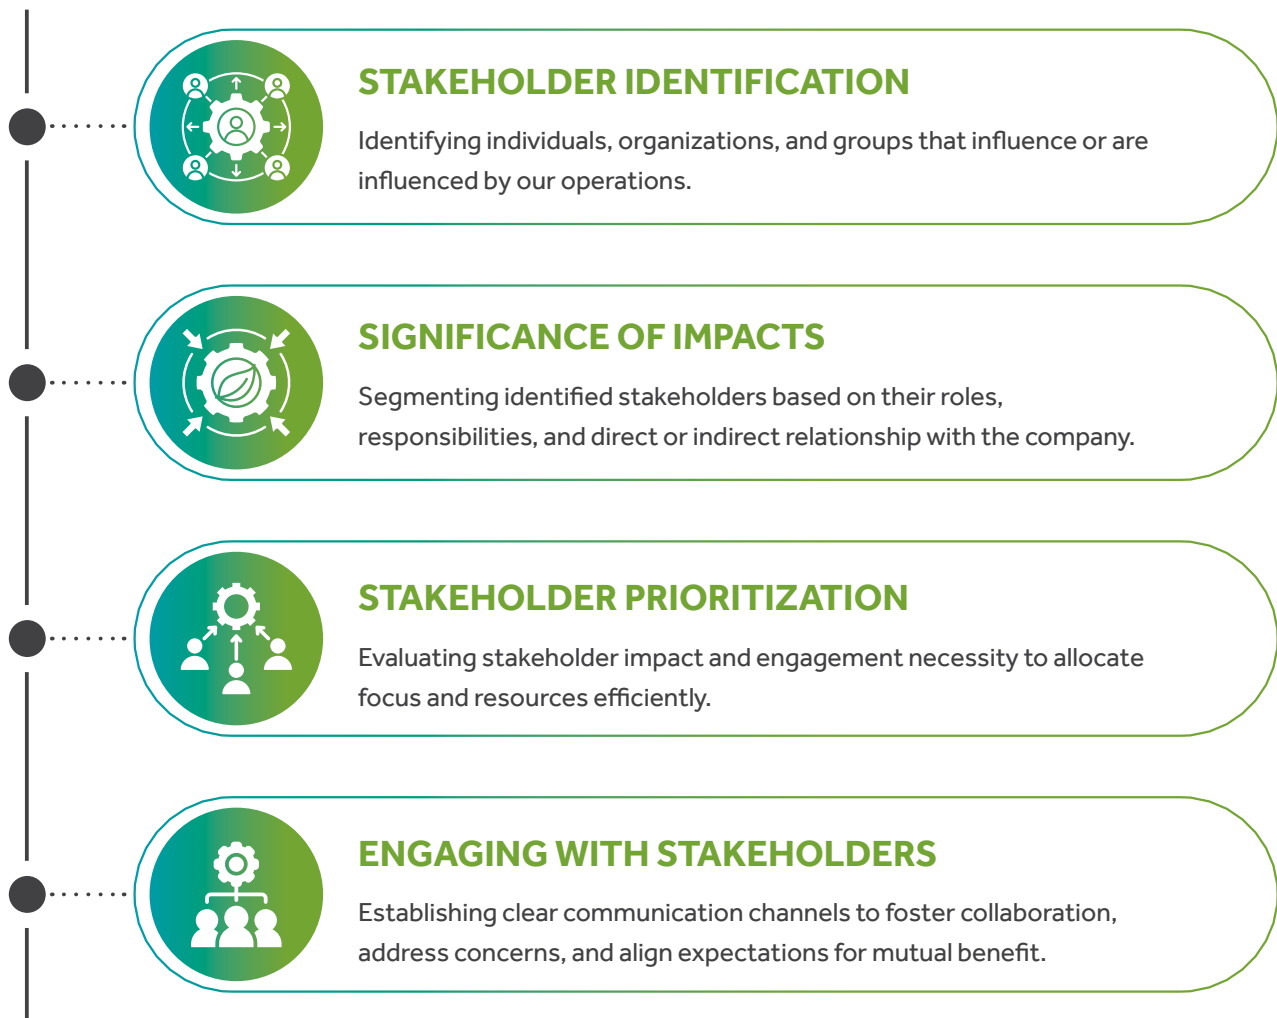 STAKEHOLDER IDENTIFICATION
Identifying individuals, organizations, and groups that influence or are
influenced by our operations.
SIGNIFICANCE OF IMPACTS
Segmenting identified stakeholders based on their roles,
responsibilities, and direct or indirect relationship with the company.
STAKEHOLDER PRIORITIZATION
Evaluating stakeholder impact and engagement necessity to allocate
focus and resources efficiently.
ENGAGING WITH STAKEHOLDERS
Establishing clear communication channels to foster collaboration,
address concerns, and align expectations for mutual benefit.